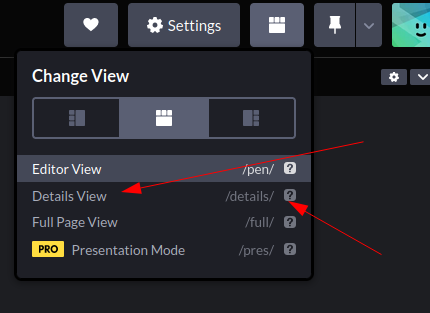 Settings
Change View
Editor View /pen/ ?
Details View /details/ ?
Full Page View /full/ ?
PRO Presentation Mode /pres/ ?